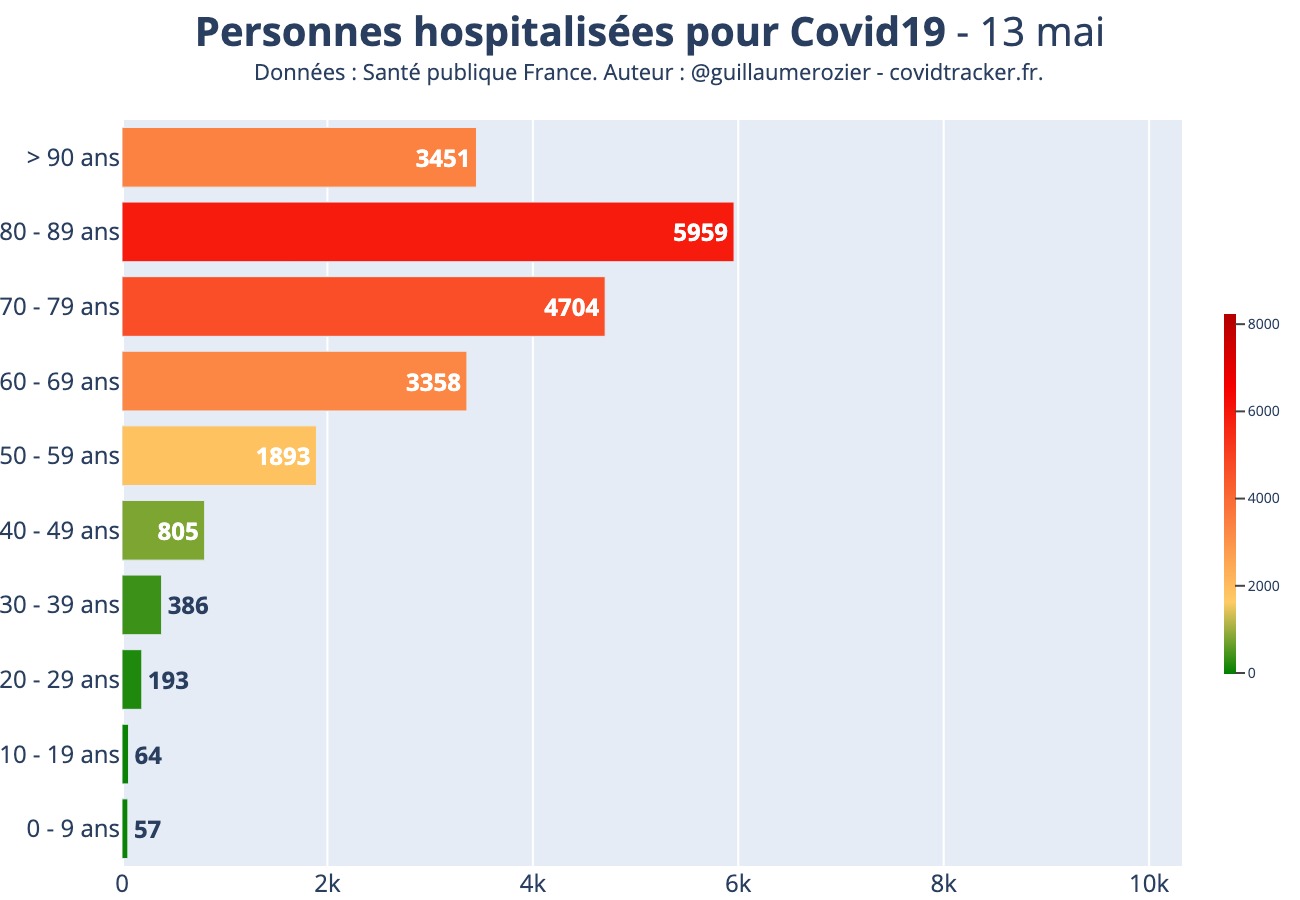 Personnes hospitalisées pour Covid19 - 13 mai
Données : Santé publique France. Auteur : @guillaumerozier - covidtracker.fr.
> 90 ans 3451
80 - 89 ans 5959
70 - 79 ans 4704
60 - 69 ans 3358
50 - 59 ans 1893
40 - 49 ans 805
30 - 39 ans 386
20 - 29 ans 193
10 - 19 ans 64
0 - 9 ans 57
0 2k 4k 6k 8k 10k
8000
6000
4000
2000
0